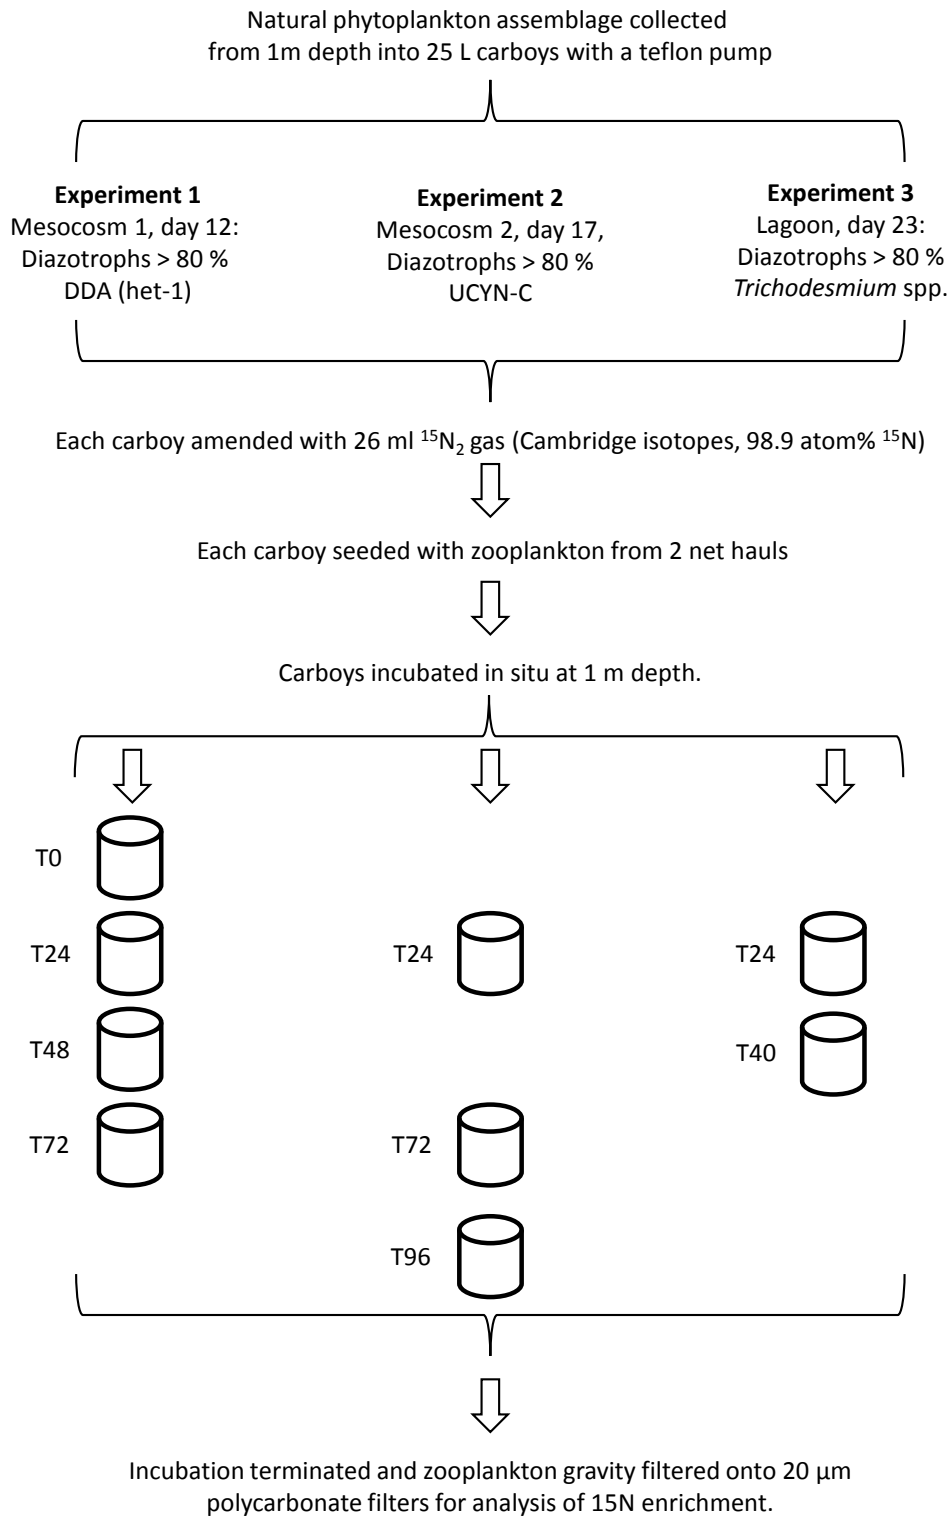 Natural phytoplankton assemblage collected
from 1m depth into 25 L carboys with a teflon pump
Experiment 1
Mesocosm 1, day 12:
Diazotrophs > 80 %
DDA (het-1)
Experiment 2
Mesocosm 2, day 17,
Diazotrophs > 80 %
UCYN-C
Experiment 3
Lagoon, day 23:
Diazotrophs > 80 %
Trichodesmium spp.
Each carboy amended with 26 ml ¹⁵N₂ gas (Cambridge isotopes, 98.9 atom% ¹⁵N)
Each carboy seeded with zooplankton from 2 net hauls
Carboys incubated in situ at 1 m depth.
T0
T24
T48
T72
T24
T72
T96
T24
T40
Incubation terminated and zooplankton gravity filtered onto 20 µm
polycarbonate filters for analysis of 15N enrichment.